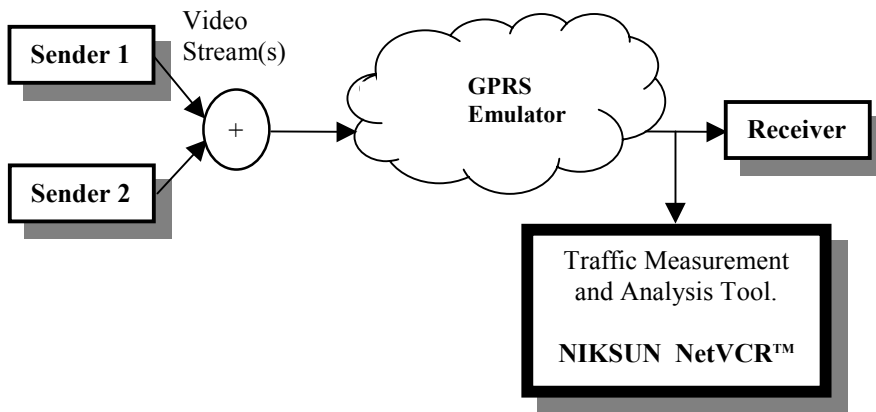 Video
Stream(s)
Sender 1
+
Sender 2
GPRS
Emulator
Receiver
Traffic Measurement
and Analysis Tool.
NIKSUN NetVCR™